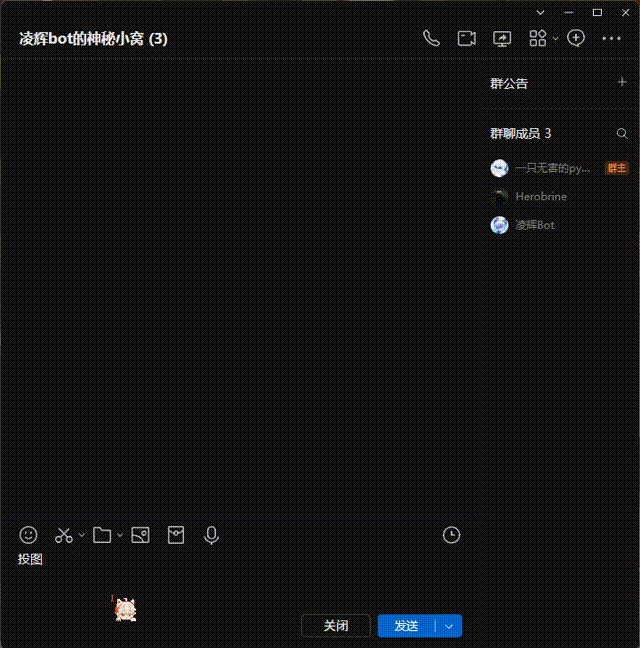 凌辉bot的神秘小窝 (3)
群公告
群聊成员 3
一只无害的py... 群主
Herobrine
凌辉Bot
投图
关闭 发送